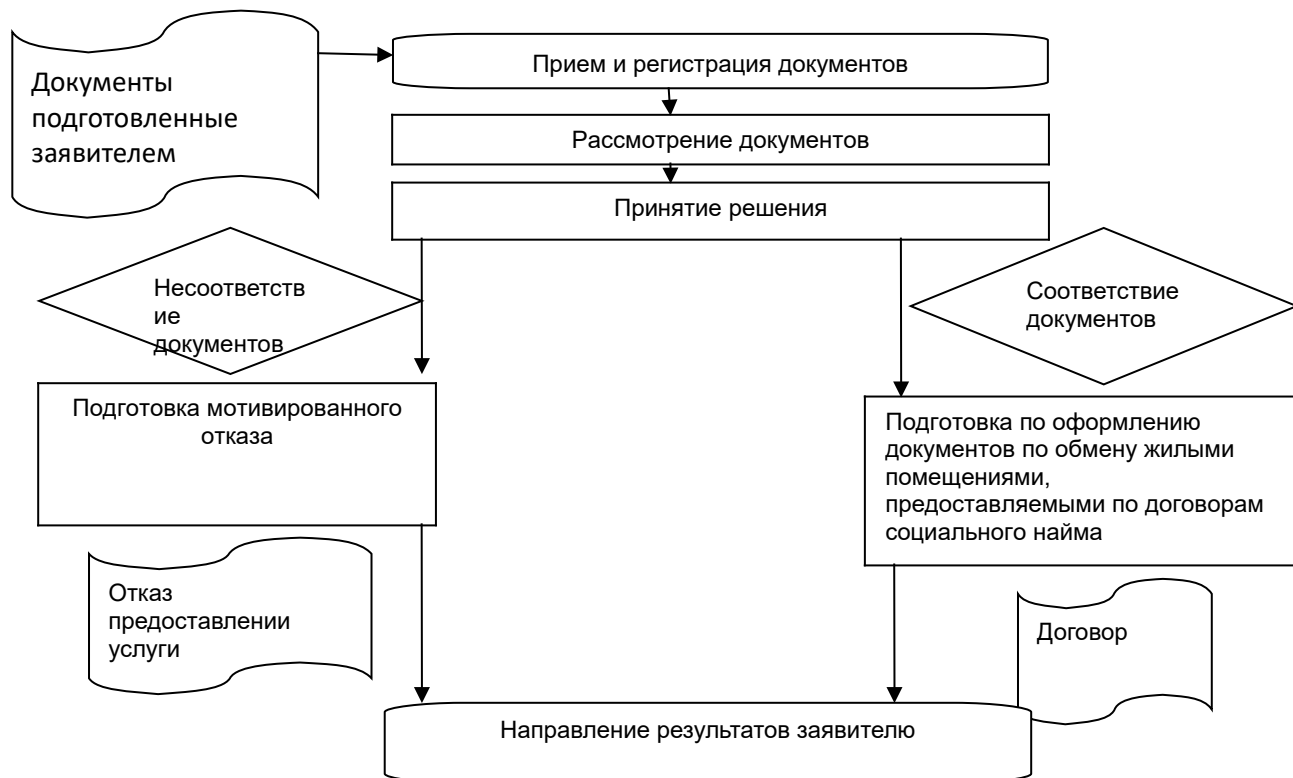 Документы
подготовленные
заявителем
Прием и регистрация документов
Рассмотрение документов
Принятие решения
Несоответств
ие
документов
Соответствие
документов
Подготовка мотивированного
отказа
Подготовка по оформлению
документов по обмену жилыми
помещениями,
предоставляемыми по договорам
социального найма
Отказ
предоставлении
услуги
Договор
Направление результатов заявителю